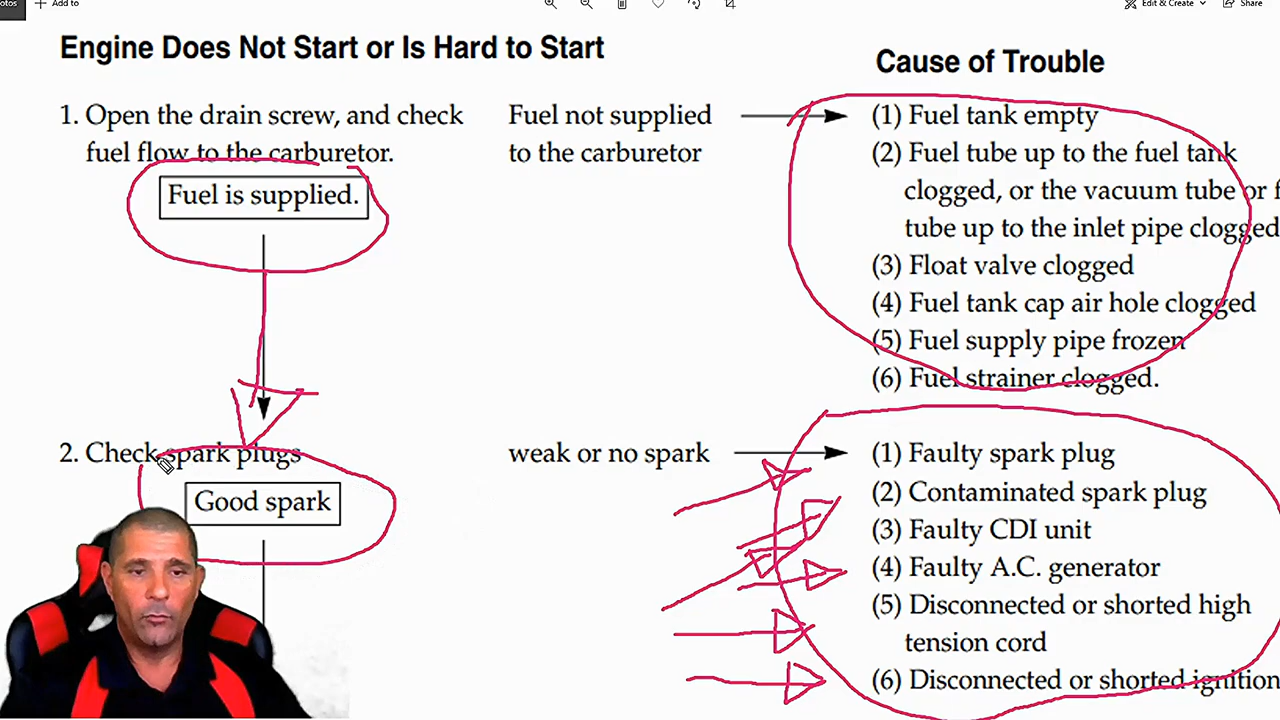 Add to
Edit & Create
Share
Engine Does Not Start or Is Hard to Start
Cause of Trouble
1. Open the drain screw, and check
fuel flow to the carburetor.
Fuel is supplied.
Fuel not supplied
to the carburetor
(1) Fuel tank empty
(2) Fuel tube up to the fuel tank
clogged, or the vacuum tube or
tube up to the inlet pipe clogged
(3) Float valve clogged
(4) Fuel tank cap air hole clogged
(5) Fuel supply pipe frozen
(6) Fuel strainer clogged.
2. Check spark plugs
Good spark
weak or no spark
(1) Faulty spark plug
(2) Contaminated spark plug
(3) Faulty CDI unit
(4) Faulty A.C. generator
(5) Disconnected or shorted high
tension cord
(6) Disconnected or shorted ignition